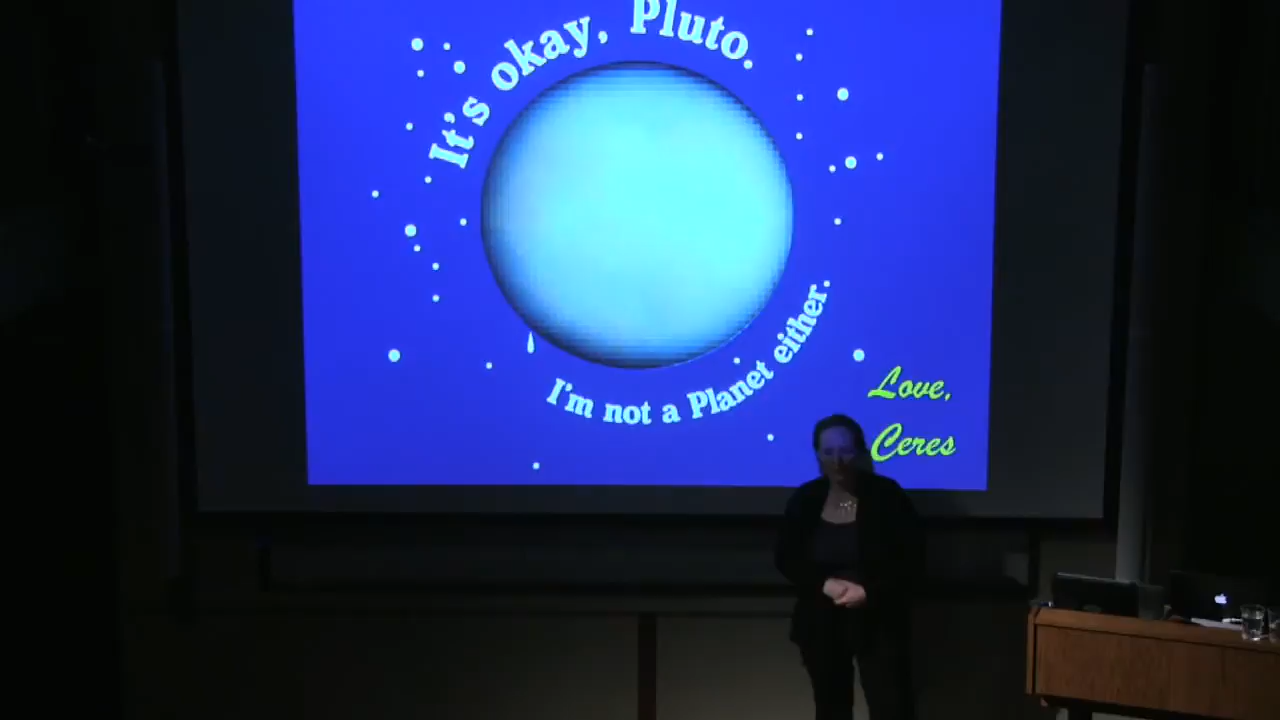 It's okay, Pluto.
I'm not a Planet either.
Love,
Ceres